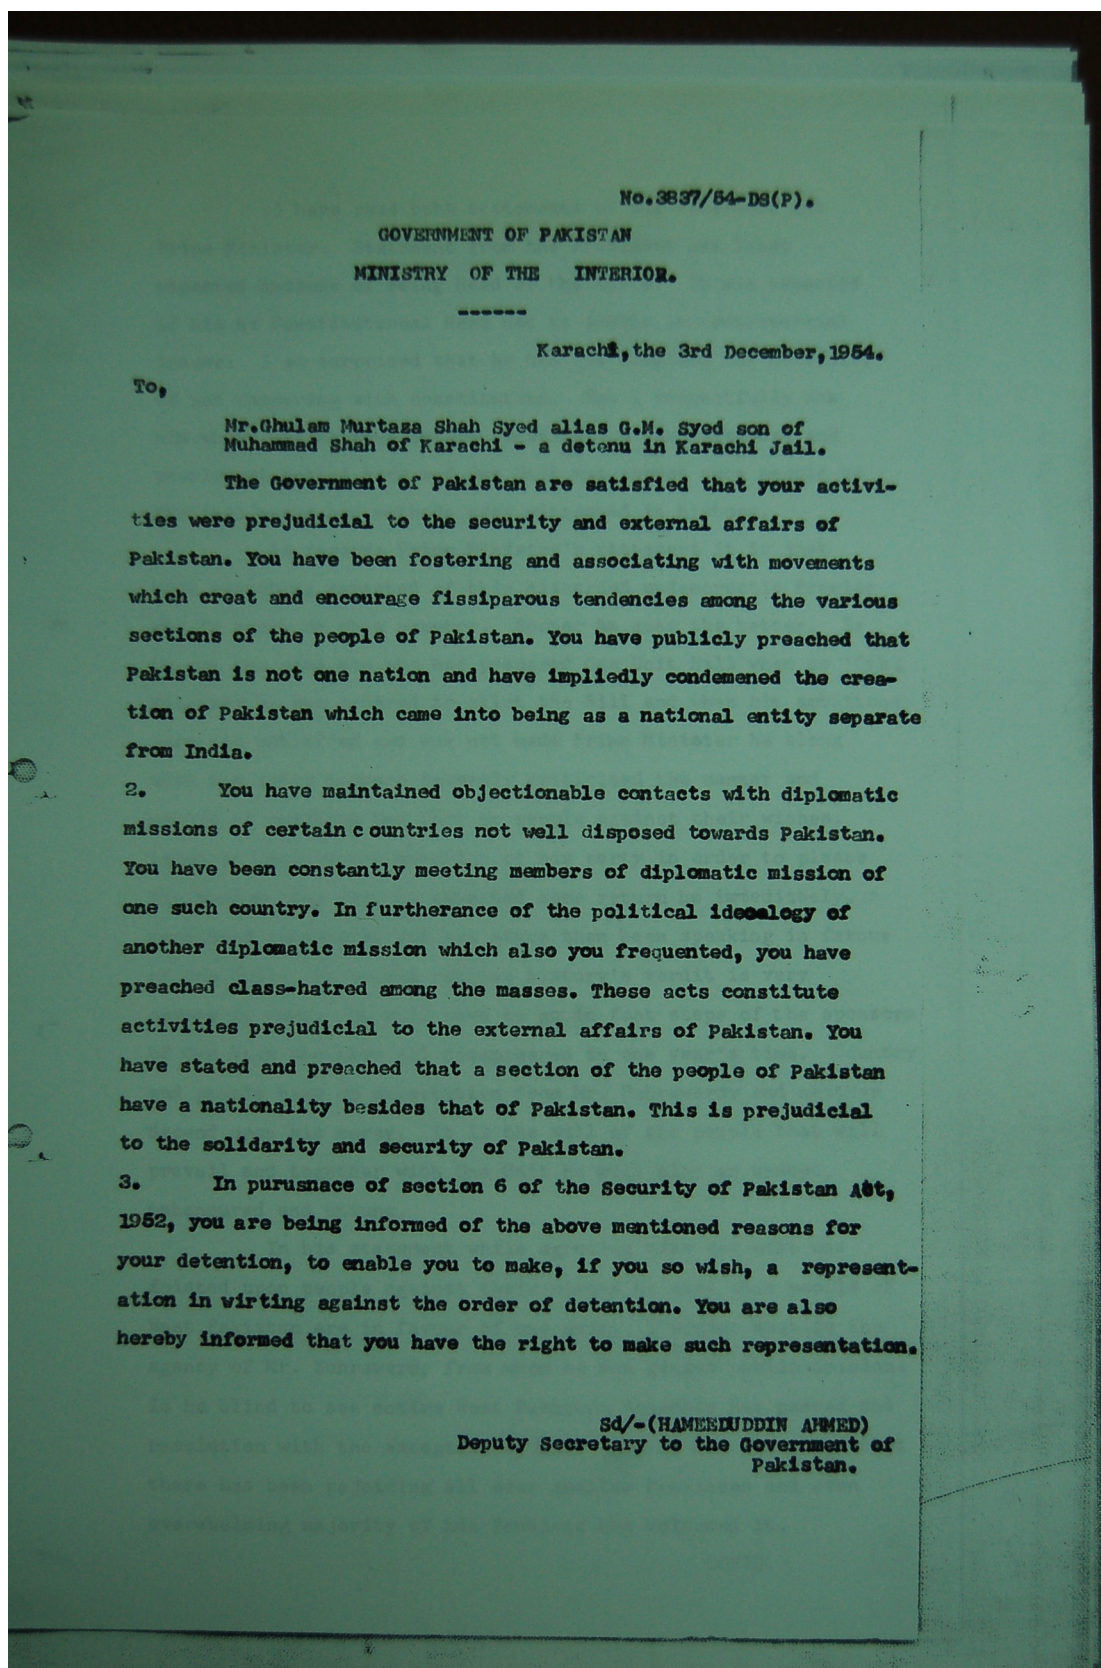 No.3837/54-DS(P).
GOVERNMENT OF PAKISTAN
MINISTRY OF THE INTERIOR.
------
Karachi,the 3rd December,1954.
To,
Mr.Ghulam Murtaza Shah Syed alias G.M. Syed son of
Muhammad Shah of Karachi - a detenu in Karachi Jail.
The Government of Pakistan are satisfied that your activi-
ties were prejudicial to the security and external affairs of
Pakistan. You have been fostering and associating with movements
which creat and encourage fissiparous tendencies among the various
sections of the people of Pakistan. You have publicly preached that
Pakistan is not one nation and have impliedly condemened the crea-
tion of Pakistan which came into being as a national entity separate
from India.
2. You have maintained objectionable contacts with diplomatic
missions of certain c ountries not well disposed towards Pakistan.
You have been constantly meeting members of diplomatic mission of
one such country. In furtherance of the political ideoalogy of
another diplomatic mission which also you frequented, you have
preached class-hatred among the masses. These acts constitute
activities prejudicial to the external affairs of Pakistan. You
have stated and preached that a section of the people of Pakistan
have a nationality besides that of Pakistan. This is prejudicial
to the solidarity and security of Pakistan.
3. In purusnace of section 6 of the Security of Pakistan Act,
1952, you are being informed of the above mentioned reasons for
your detention, to enable you to make, if you so wish, a represent-
ation in wirting against the order of detention. You are also
hereby informed that you have the right to make such representation.
Sd/-(HAMEEDUDDIN AHMED)
Deputy Secretary to the Government of
Pakistan.